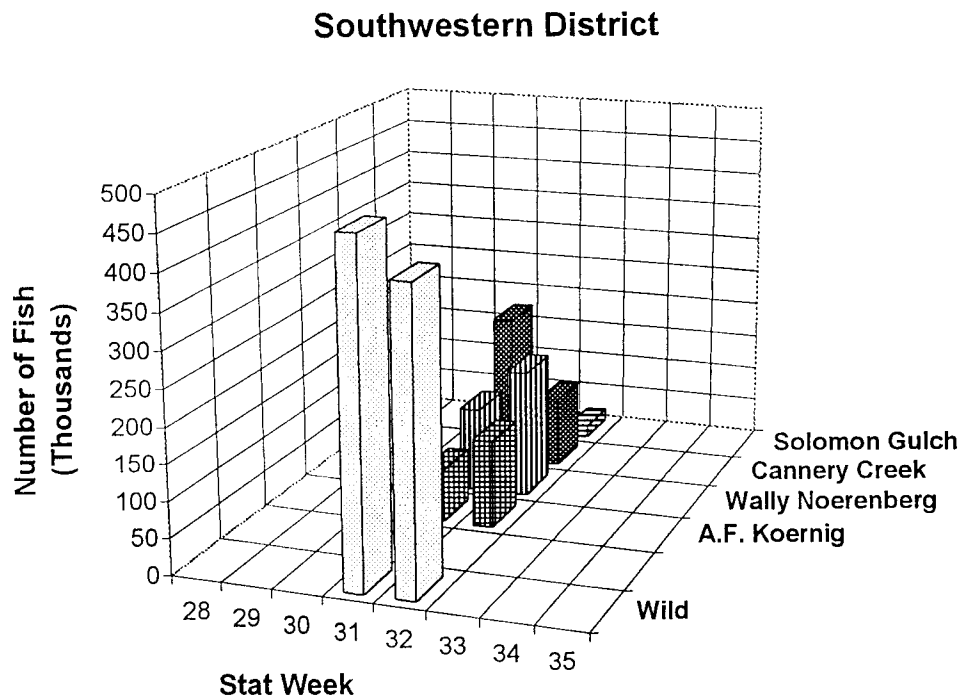 Southwestern District
500
450
400
350
300
250
200
150
100
50
0
Number of Fish
(Thousands)
28
29
30
31
32
33
34
35
Stat Week
Solomon Gulch
Cannery Creek
Wally Noerenberg
A.F. Koernig
Wild